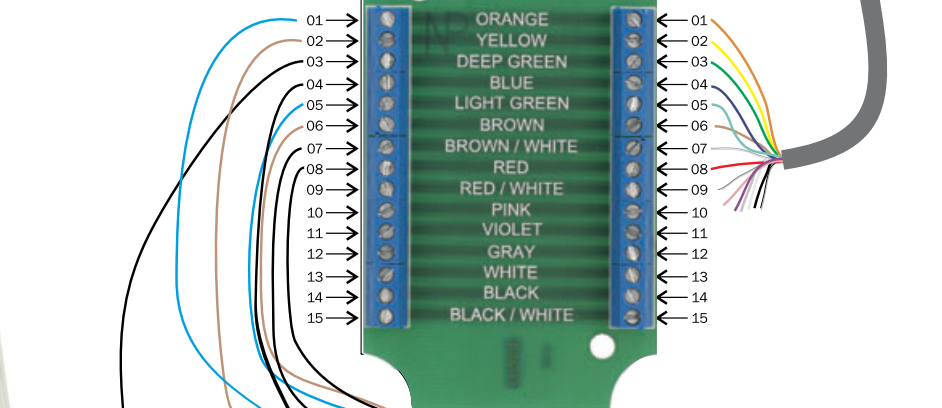 01 ORANGE 01
02 YELLOW 02
03 DEEP GREEN 03
04 BLUE 04
05 LIGHT GREEN 05
06 BROWN 06
07 BROWN / WHITE 07
08 RED 08
09 RED / WHITE 09
10 PINK 10
11 VIOLET 11
12 GRAY 12
13 WHITE 13
14 BLACK 14
15 BLACK / WHITE 15